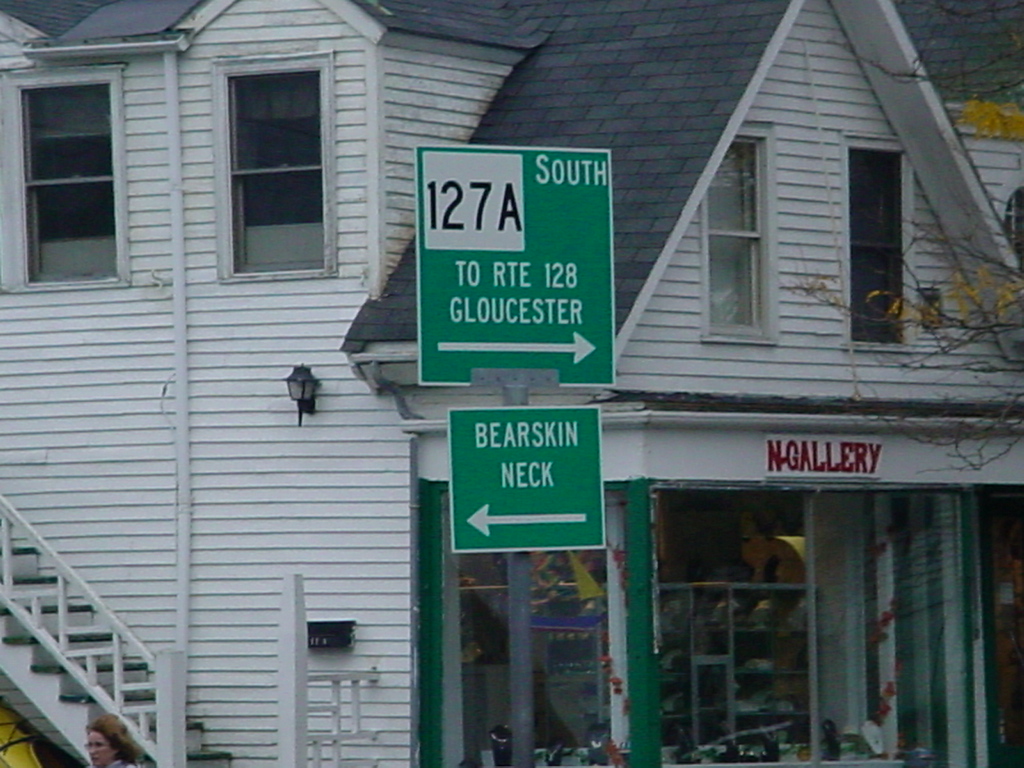 SOUTH
127A
TO RTE 128
GLOUCESTER
BEARSKIN
NECK
N-GALLERY